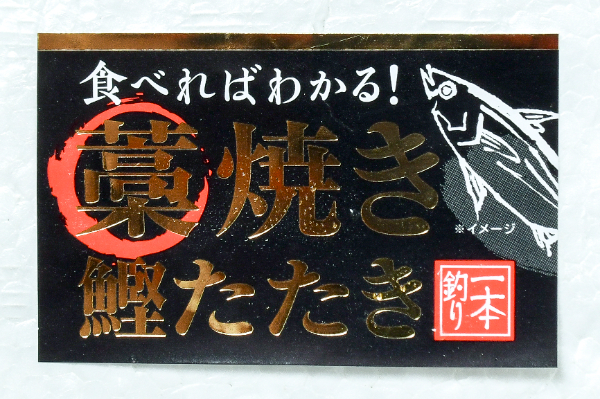 食べればわかる!
藁焼き
※イメージ
鰹たたき
一本
釣り